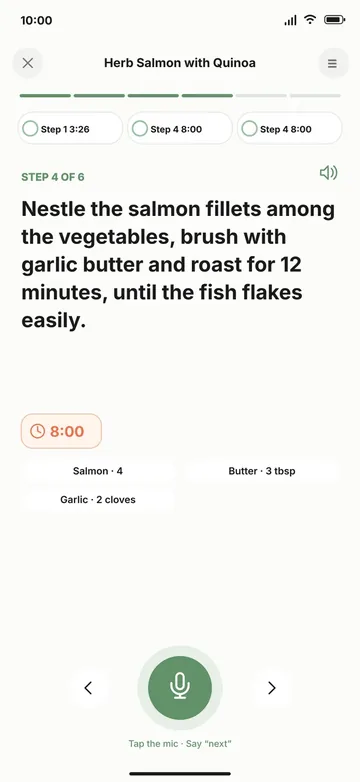 10:00
Herb Salmon with Quinoa
Step 1 3:26
Step 4 8:00
Step 4 8:00
STEP 4 OF 6
Nestle the salmon fillets among
the vegetables, brush with
garlic butter and roast for 12
minutes, until the fish flakes
easily.
8:00
Salmon · 4
Butter · 3 tbsp
Garlic · 2 cloves
Tap the mic · Say “next”